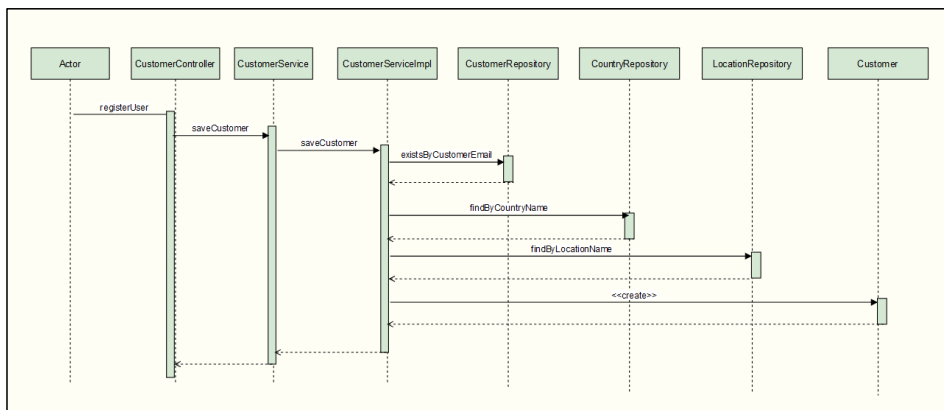 Actor
CustomerController
CustomerService
CustomerServiceImpl
CustomerRepository
CountryRepository
LocationRepository
Customer
registerUser
saveCustomer
saveCustomer
existsByCustomerEmail
findByCountryName
findByLocationName
<<create>>